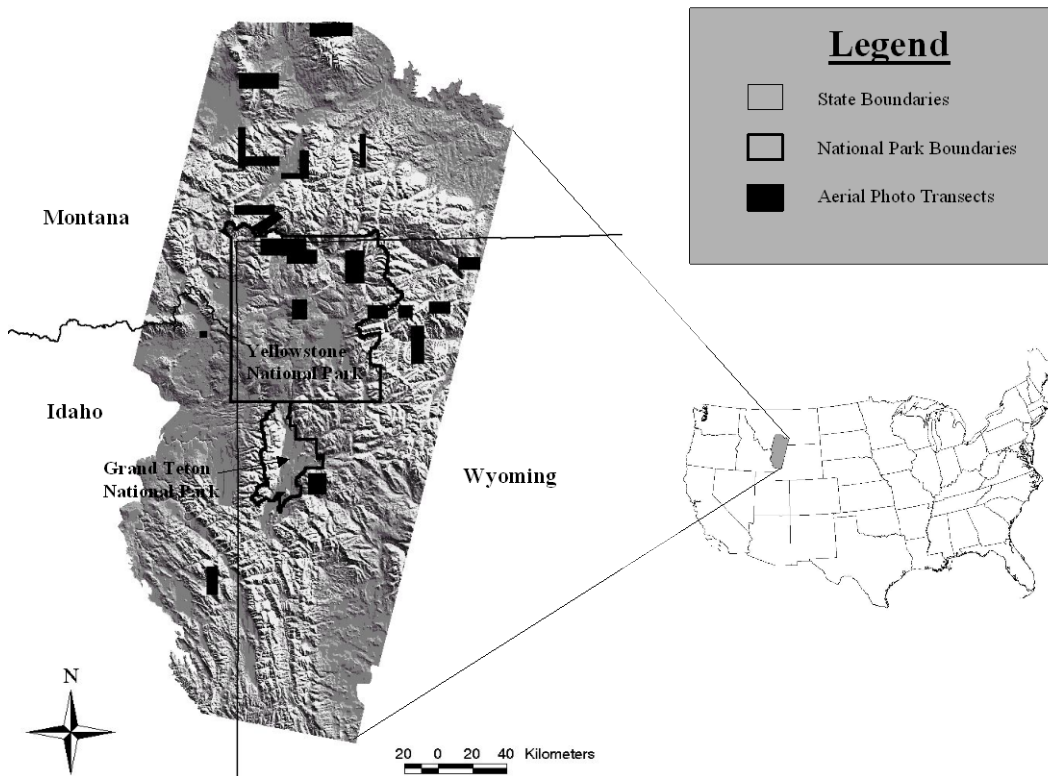 Legend
State Boundaries
National Park Boundaries
Aerial Photo Transects
Montana
Yellowstone
National Park
Idaho
Grand Teton
National Park
Wyoming
N
20 0 20 40 Kilometers